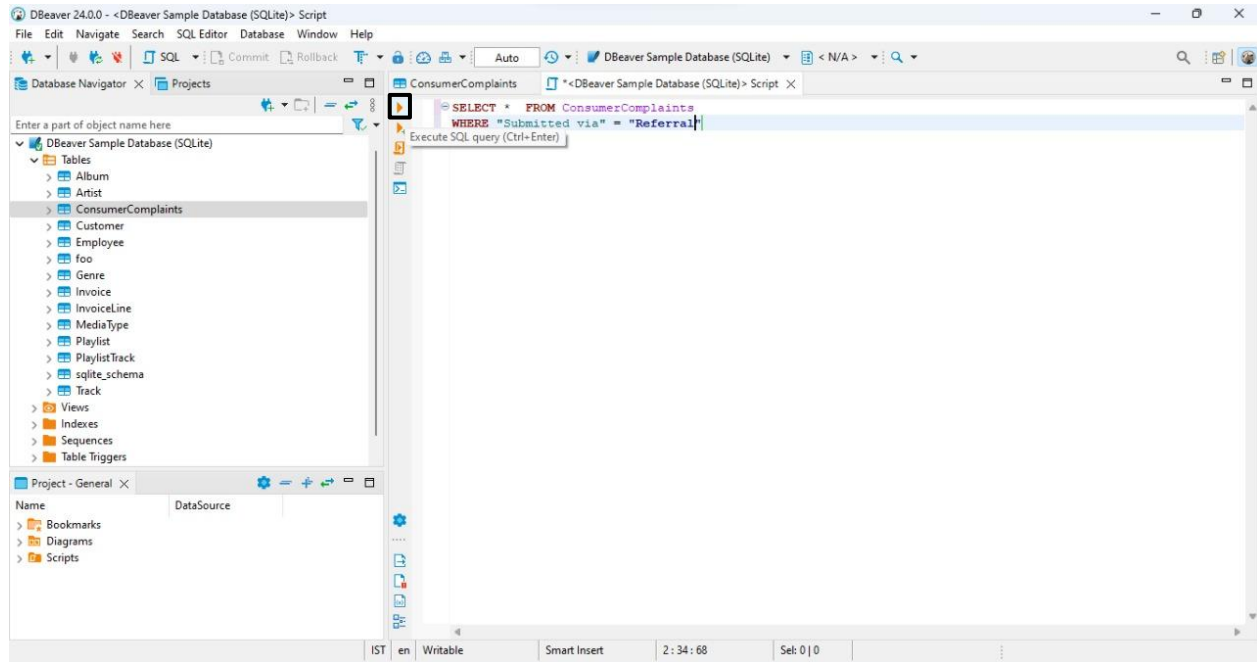 DBeaver 24.0.0 - <DBeaver Sample Database (SQLite)> Script
File Edit Navigate Search SQL Editor Database Window Help
SQL Commit Rollback Auto DBeaver Sample Database (SQLite) < N/A >
Database Navigator Projects
ConsumerComplaints *<DBeaver Sample Database (SQLite)> Script
Enter a part of object name here
DBeaver Sample Database (SQLite)
Tables
Album
Artist
ConsumerComplaints
Customer
Employee
foo
Genre
Invoice
InvoiceLine
MediaType
Playlist
PlaylistTrack
sqlite_schema
Track
Views
Indexes
Sequences
Table Triggers
SELECT * FROM ConsumerComplaints
WHERE "Submitted via" = "Referral"
Execute SQL query (Ctrl+Enter)
Project - General
Name DataSource
Bookmarks
Diagrams
Scripts
IST en Writable Smart Insert 2 : 34 : 68 Sel: 0 | 0